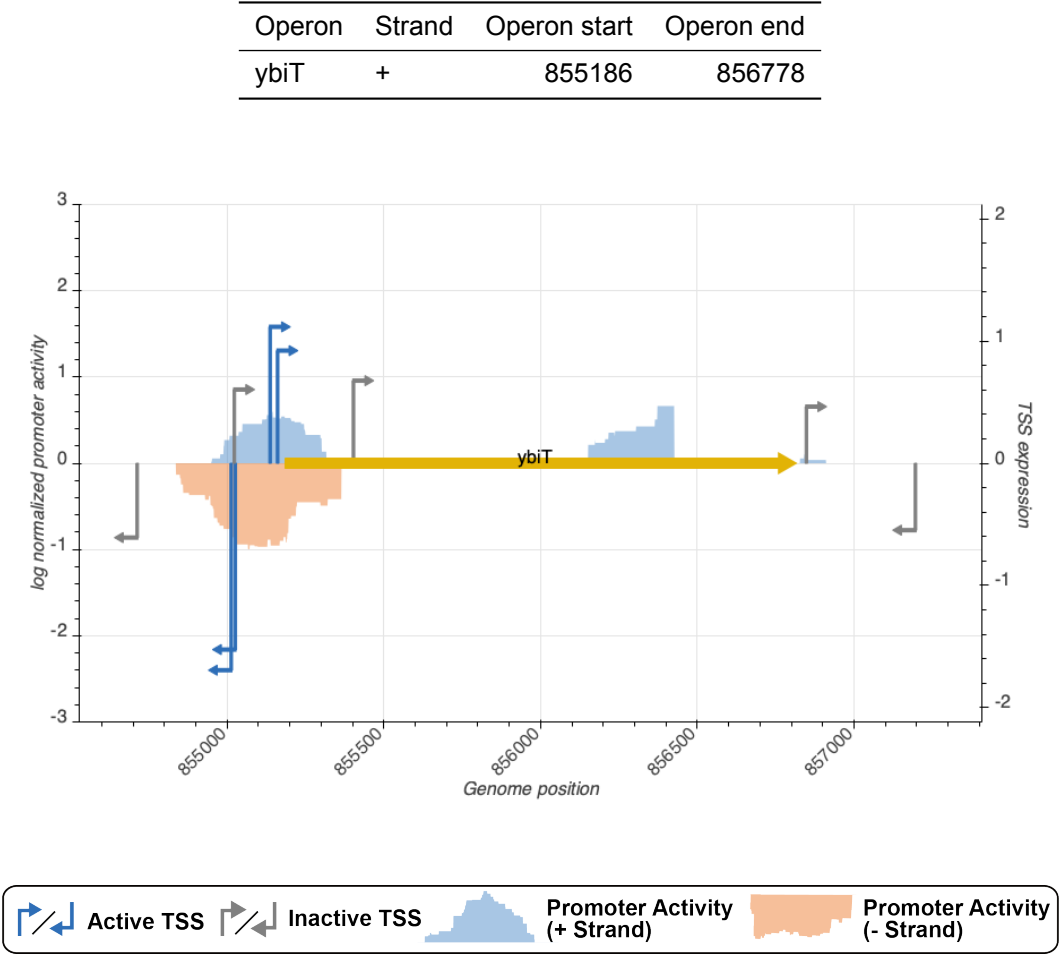 Operon Strand Operon start Operon end
ybiT + 855186 856778
3
2
1
0
-1
-2
-3
log normalized promoter activity
ybiT
2
1
0
-1
-2
TSS expression
855000 855500 856000 856500 857000
Genome position
Active TSS Inactive TSS Promoter Activity (+ Strand) Promoter Activity (- Strand)